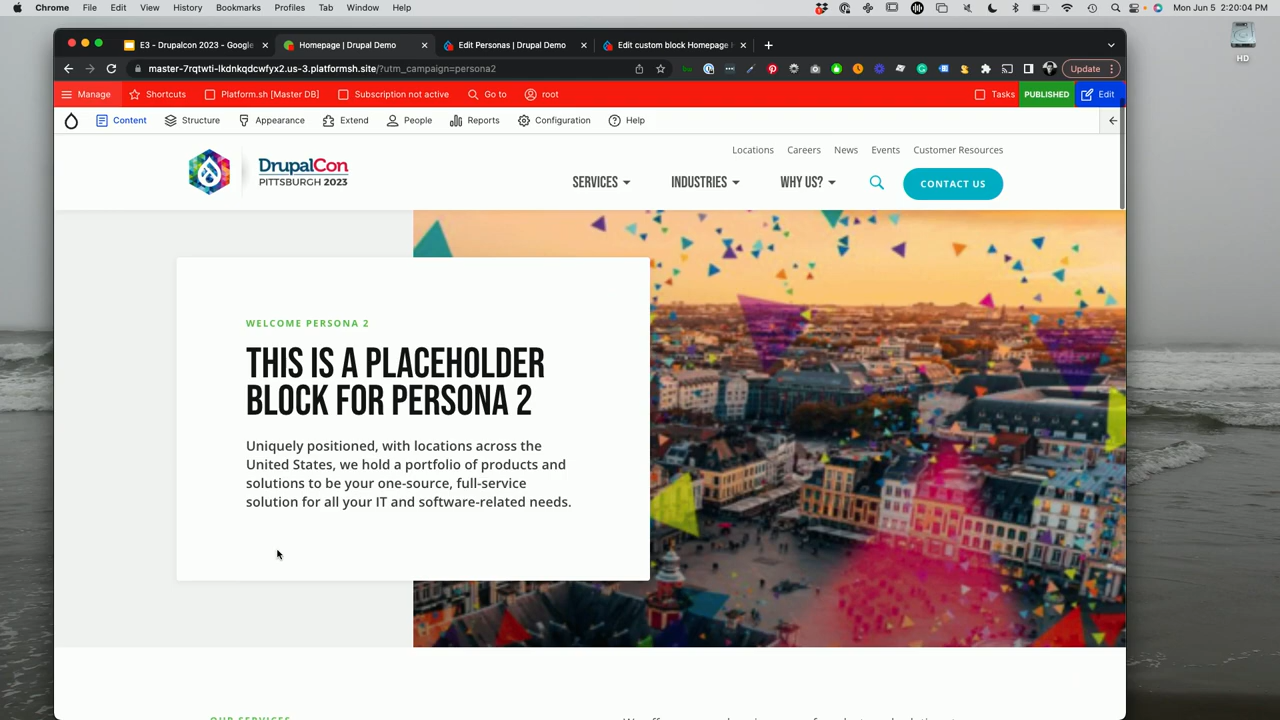 Chrome File Edit View History Bookmarks Profiles Tab Window Help
Mon Jun 5 2:20:04 PM
HD
E3 - Drupalcon 2023 - Google
Homepage | Drupal Demo
Edit Personas | Drupal Demo
Edit custom block Homepage
master-7rqtwti-lkdnkqdcwfyx2.us-3.platformsh.site/?utm_campaign=persona2
Update
Manage Shortcuts Platform.sh [Master DB] Subscription not active Go to root
Tasks PUBLISHED Edit
Content Structure Appearance Extend People Reports Configuration Help
Locations Careers News Events Customer Resources
DrupalCon
PITTSBURGH 2023
SERVICES INDUSTRIES WHY US? CONTACT US
WELCOME PERSONA 2
THIS IS A PLACEHOLDER
BLOCK FOR PERSONA 2
Uniquely positioned, with locations across the
United States, we hold a portfolio of products and
solutions to be your one-source, full-service
solution for all your IT and software-related needs.
OUR SERVICES